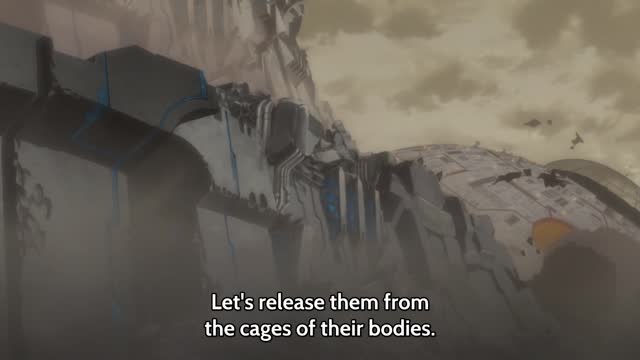 Let's release them from
the cages of their bodies.